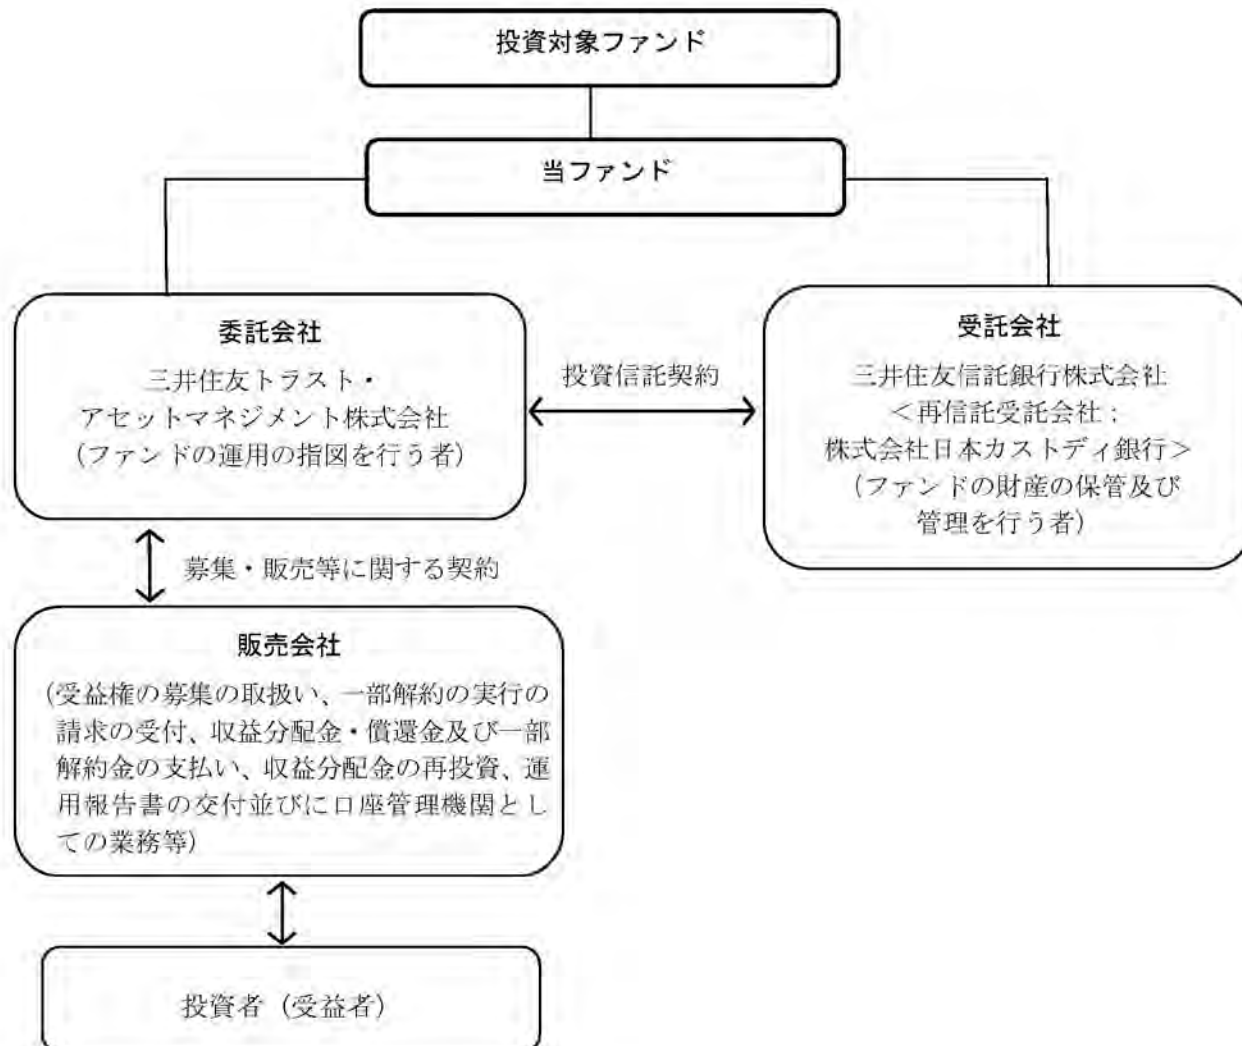 投資対象ファンド
当ファンド
委託会社
三井住友トラスト・
アセットマネジメント株式会社
(ファンドの運用の指図を行う者)
投資信託契約
受託会社
三井住友信託銀行株式会社
<再信託受託会社:
株式会社日本カストディ銀行>
(ファンドの財産の保管及び
管理を行う者)
募集・販売等に関する契約
販売会社
(受益権の募集の取扱い、一部解約の実行の
請求の受付、収益分配金・償還金及び一部
解約金の支払い、収益分配金の再投資、運
用報告書の交付並びに口座管理機関とし
ての業務等)
投資者(受益者)